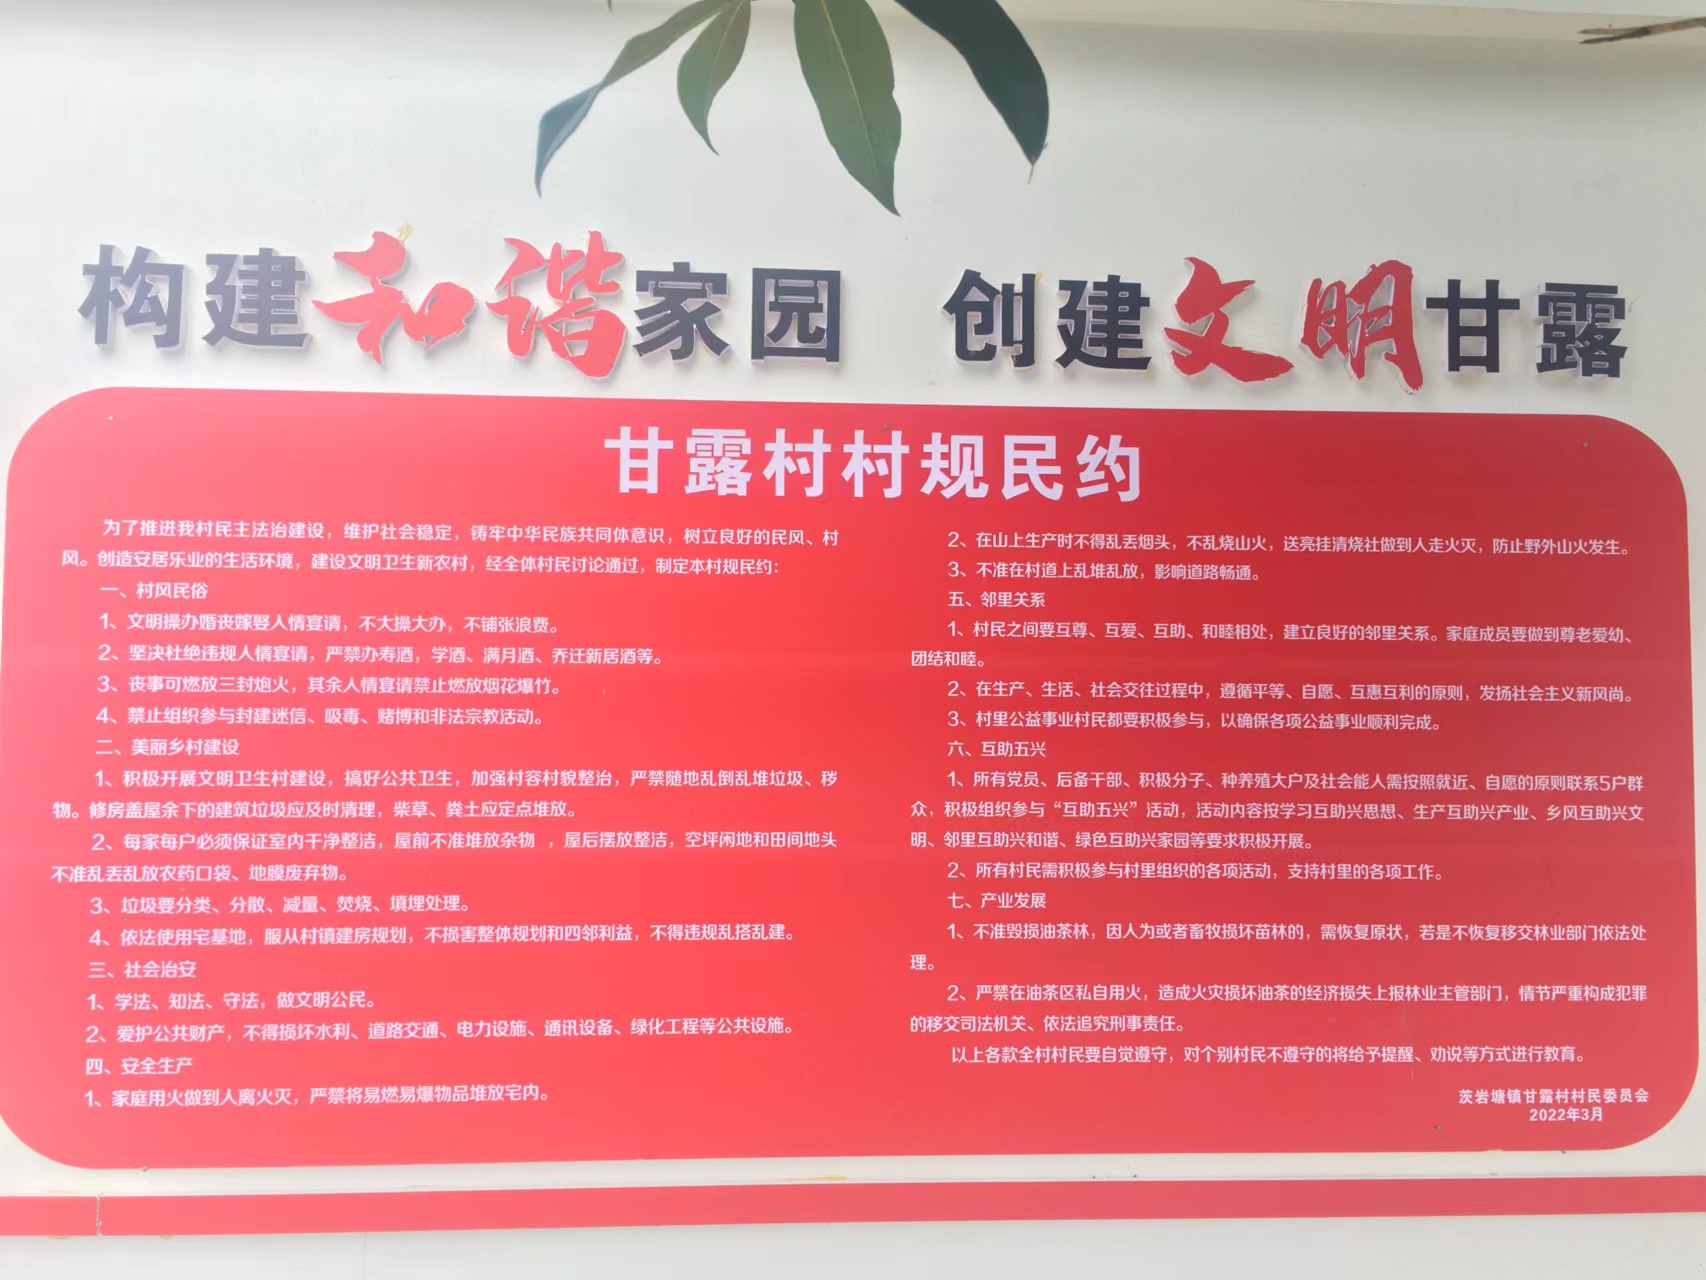 构建和谐家园 创建文明甘露
甘露村村规民约
为了推进我村民主法治建设，维护社会稳定，铸牢中华民族共同体意识，树立良好的民风、村
风。创造安居乐业的生活环境，建设文明卫生新农村，经全体村民讨论通过，制定本村规民约：
一、村风民俗
1、文明操办婚丧嫁娶人情宴请，不大操大办，不铺张浪费。
2、坚决杜绝违规人情宴请，严禁办寿酒，学酒、满月酒、乔迁新居酒等。
3、丧事可燃放三封炮火，其余人情宴请禁止燃放烟花爆竹。
4、禁止组织参与封建迷信、吸毒、赌博和非法宗教活动。
二、美丽乡村建设
1、积极开展文明卫生村建设，搞好公共卫生，加强村容村貌整治，严禁随地乱倒乱堆垃圾、秽
物。修房盖屋余下的建筑垃圾应及时清理，柴草、粪土应定点堆放。
2、每家每户必须保证室内干净整洁，屋前不准堆放杂物 ，屋后摆放整洁，空坪闲地和田间地头
不准乱丢乱放农药口袋、地膜废弃物。
3、垃圾要分类、分散、减量、焚烧、填埋处理。
4、依法使用宅基地，服从村镇建房规划，不损害整体规划和四邻利益，不得违规乱搭乱建。
三、社会治安
1、学法、知法、守法，做文明公民。
2、爱护公共财产，不得损坏水利、道路交通、电力设施、通讯设备、绿化工程等公共设施。
四、安全生产
1、家庭用火做到人离火灭，严禁将易燃易爆物品堆放宅内。
2、在山上生产时不得乱丢烟头，不乱烧山火，送亮挂清烧社做到人走火灭，防止野外山火发生。
3、不准在村道上乱堆乱放，影响道路畅通。
五、邻里关系
1、村民之间要互尊、互爱、互助、和睦相处，建立良好的邻里关系。家庭成员要做到尊老爱幼、
团结和睦。
2、在生产、生活、社会交往过程中，遵循平等、自愿、互惠互利的原则，发扬社会主义新风尚。
3、村里公益事业村民都要积极参与，以确保各项公益事业顺利完成。
六、互助五兴
1、所有党员、后备干部、积极分子、种养殖大户及社会能人需按照就近、自愿的原则联系5户群
众，积极组织参与“互助五兴”活动，活动内容按学习互助兴思想、生产互助兴产业、乡风互助兴文
明、邻里互助兴和谐、绿色互助兴家园等要求积极开展。
2、所有村民需积极参与村里组织的各项活动，支持村里的各项工作。
七、产业发展
1、不准毁损油茶林，因人为或者畜牧损坏苗林的，需恢复原状，若是不恢复移交林业部门依法处
理。
2、严禁在油茶区私自用火，造成火灾损坏油茶的经济损失上报林业主管部门，情节严重构成犯罪
的移交司法机关、依法追究刑事责任。
以上各款全村村民要自觉遵守，对个别村民不遵守的将给予提醒、劝说等方式进行教育。
茨岩塘镇甘露村村民委员会
2022年3月